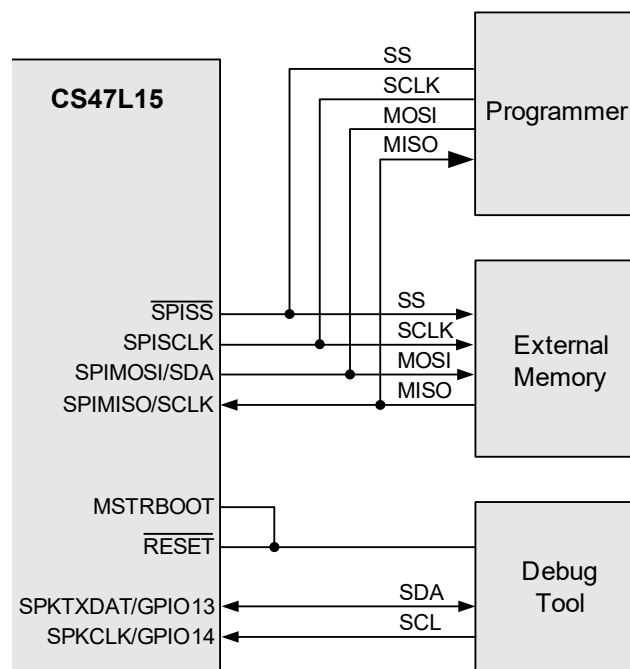 SS
CS47L15
SCLK
Programmer
MOSI
MISO
SPISS
SS
SPISCLK
SCLK
External
Memory
SPIMOSI/SDA
MOSI
SPIMISO/SCLK
MISO
MSTRBOOT
RESET
Debug
Tool
SPKTXDAT/GPIO13
SDA
SPKCLK/GPIO14
SCL